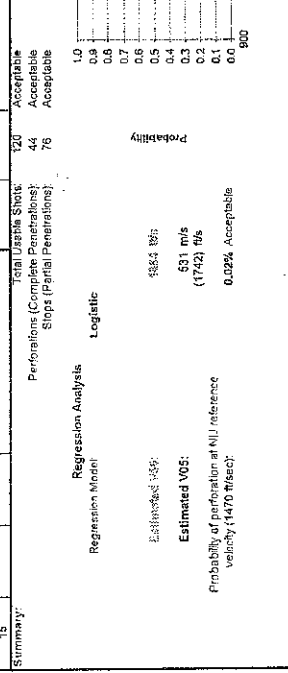 15
Summary:
Total Usable Shots: 120 Acceptable
Perforations (Complete Penetrations): 44 Acceptable
Stops (Partial Penetrations): 76 Acceptable
Regression Analysis
Regression Model Logistic
Estimated
Estimated V05: 531 m/s
(1742) ft/s
Probability of perforation at NIJ reference
velocity (1470 ft/sec): 0.02% Acceptable
Probability
1.0
0.9
0.8
0.7
0.6
0.5
0.4
0.3
0.2
0.1
0.0
900